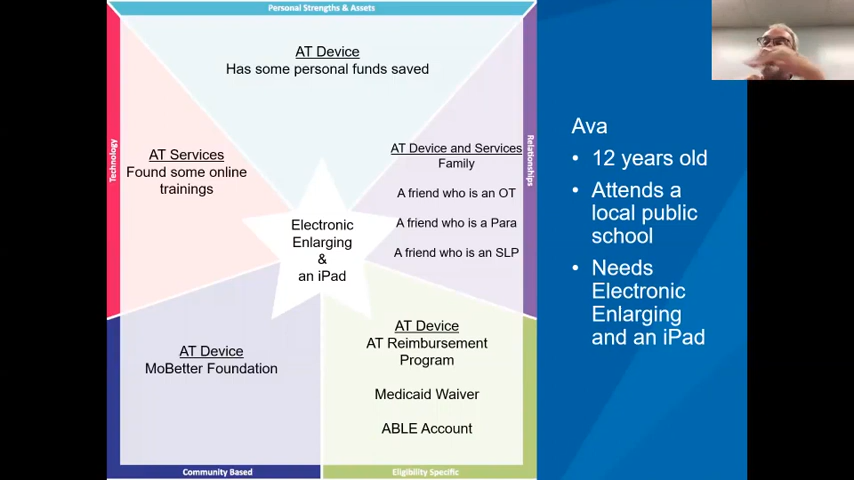 Personal Strengths & Assets
AT Device
Has some personal funds saved
Technology
AT Services
Found some online
trainings
AT Device and Services
Family
A friend who is an OT
A friend who is a Para
A friend who is an SLP
Relationships
Electronic
Enlarging
&
an iPad
AT Device
MoBetter Foundation
AT Device
AT Reimbursement
Program
Medicaid Waiver
ABLE Account
Community Based
Eligibility Specific
Ava
• 12 years old
• Attends a
local public
school
• Needs
Electronic
Enlarging
and an iPad